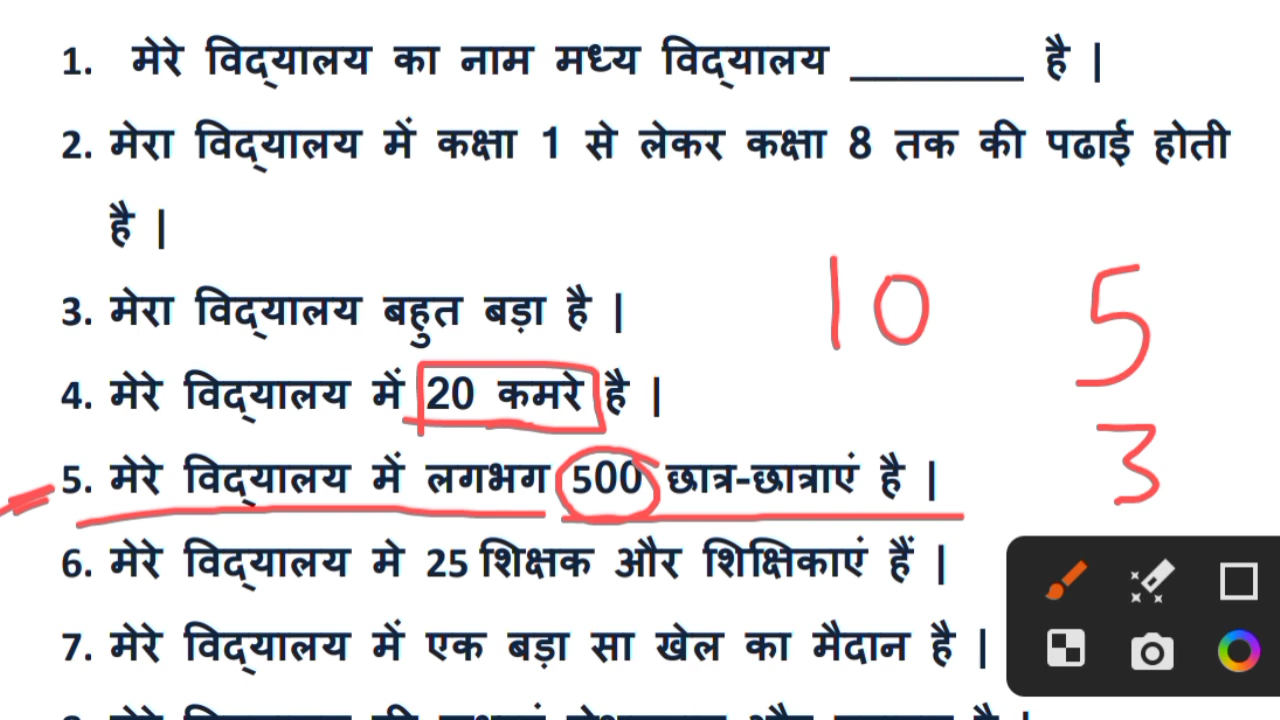 1. मेरे विद्यालय का नाम मध्य विद्यालय ________ है |
2. मेरा विद्यालय में कक्षा 1 से लेकर कक्षा 8 तक की पढाई होती
है |
3. मेरा विद्यालय बहुत बड़ा है |
10 5
4. मेरे विद्यालय में 20 कमरे है |
3
5. मेरे विद्यालय में लगभग 500 छात्र-छात्राएं है |
6. मेरे विद्यालय मे 25 शिक्षक और शिक्षिकाएं हैं |
7. मेरे विद्यालय में एक बड़ा सा खेल का मैदान है |